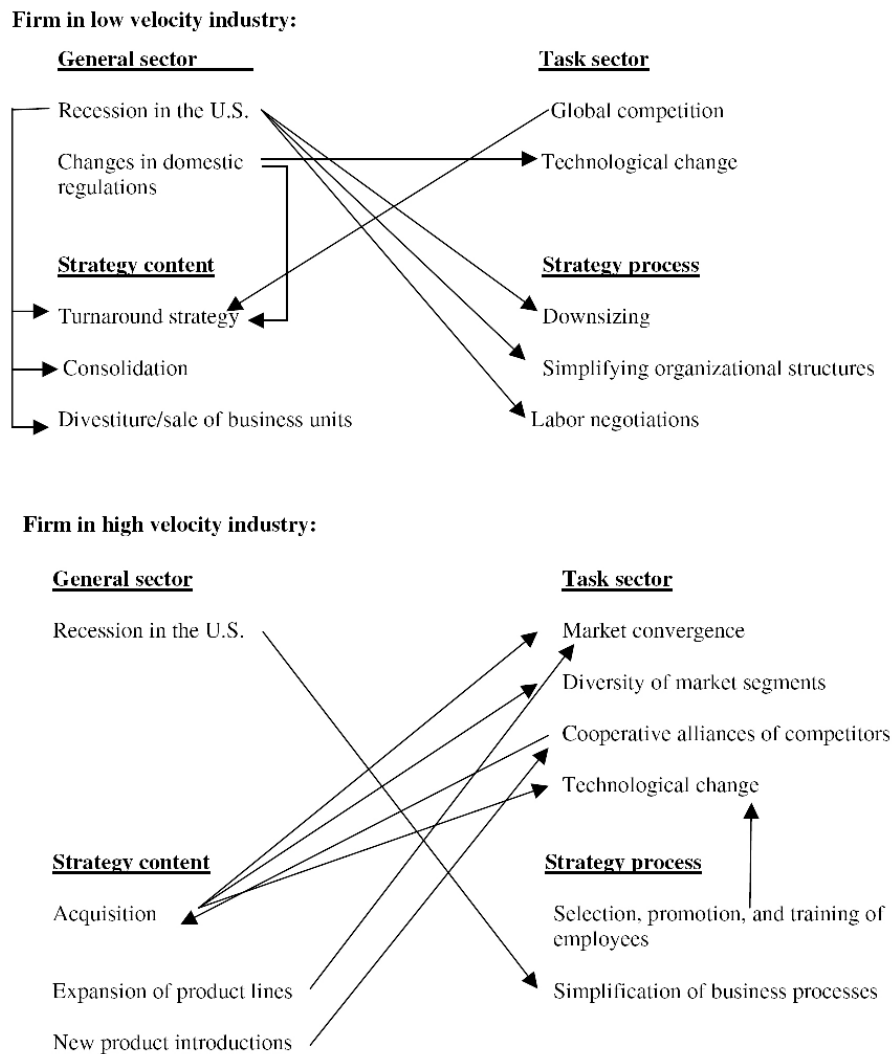 Firm in low velocity industry:
General sector
Task sector
Recession in the U.S.
Global competition
Changes in domestic
regulations
Technological change
Strategy content
Strategy process
Turnaround strategy
Downsizing
Consolidation
Simplifying organizational structures
Divestiture/sale of business units
Labor negotiations
Firm in high velocity industry:
General sector
Task sector
Recession in the U.S.
Market convergence
Diversity of market segments
Cooperative alliances of competitors
Technological change
Strategy content
Strategy process
Acquisition
Selection, promotion, and training of
employees
Expansion of product lines
Simplification of business processes
New product introductions